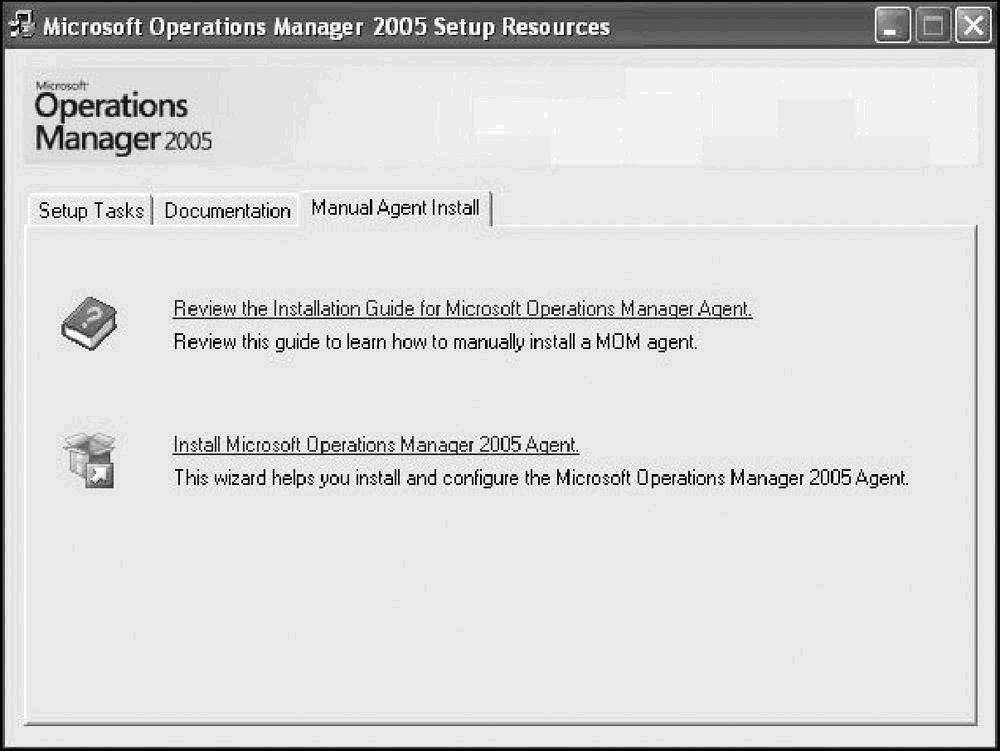 Microsoft Operations Manager 2005 Setup Resources
Microsoft
Operations
Manager 2005
Setup Tasks Documentation Manual Agent Install
Review the Installation Guide for Microsoft Operations Manager Agent.
Review this guide to learn how to manually install a MOM agent.
Install Microsoft Operations Manager 2005 Agent.
This wizard helps you install and configure the Microsoft Operations Manager 2005 Agent.